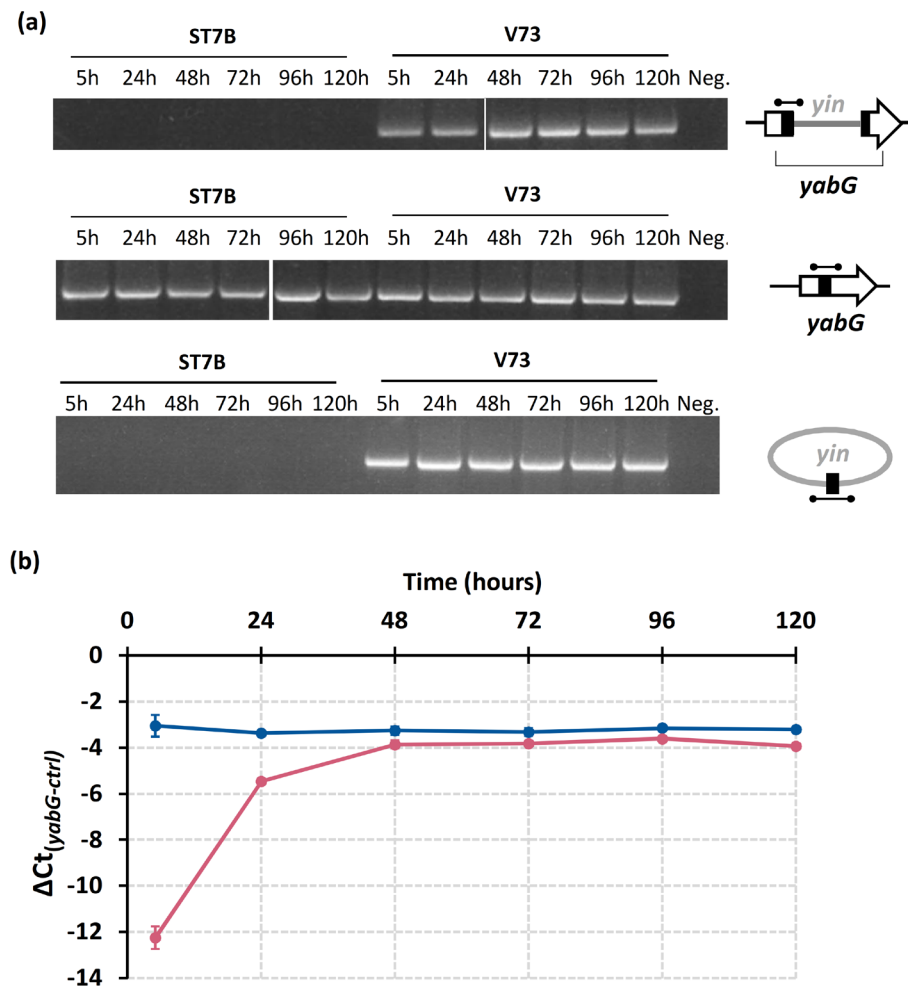 (a)
ST7B V73
5h 24h 48h 72h 96h 120h 5h 24h 48h 72h 96h 120h Neg.
yin
yabG
ST7B V73
5h 24h 48h 72h 96h 120h 5h 24h 48h 72h 96h 120h Neg.
yabG
ST7B V73
5h 24h 48h 72h 96h 120h 5h 24h 48h 72h 96h 120h Neg.
yin
(b)
Time (hours)
0 24 48 72 96 120
0
-2
-4
-6
-8
-10
-12
-14
ΔCt(yabG-ctrl)